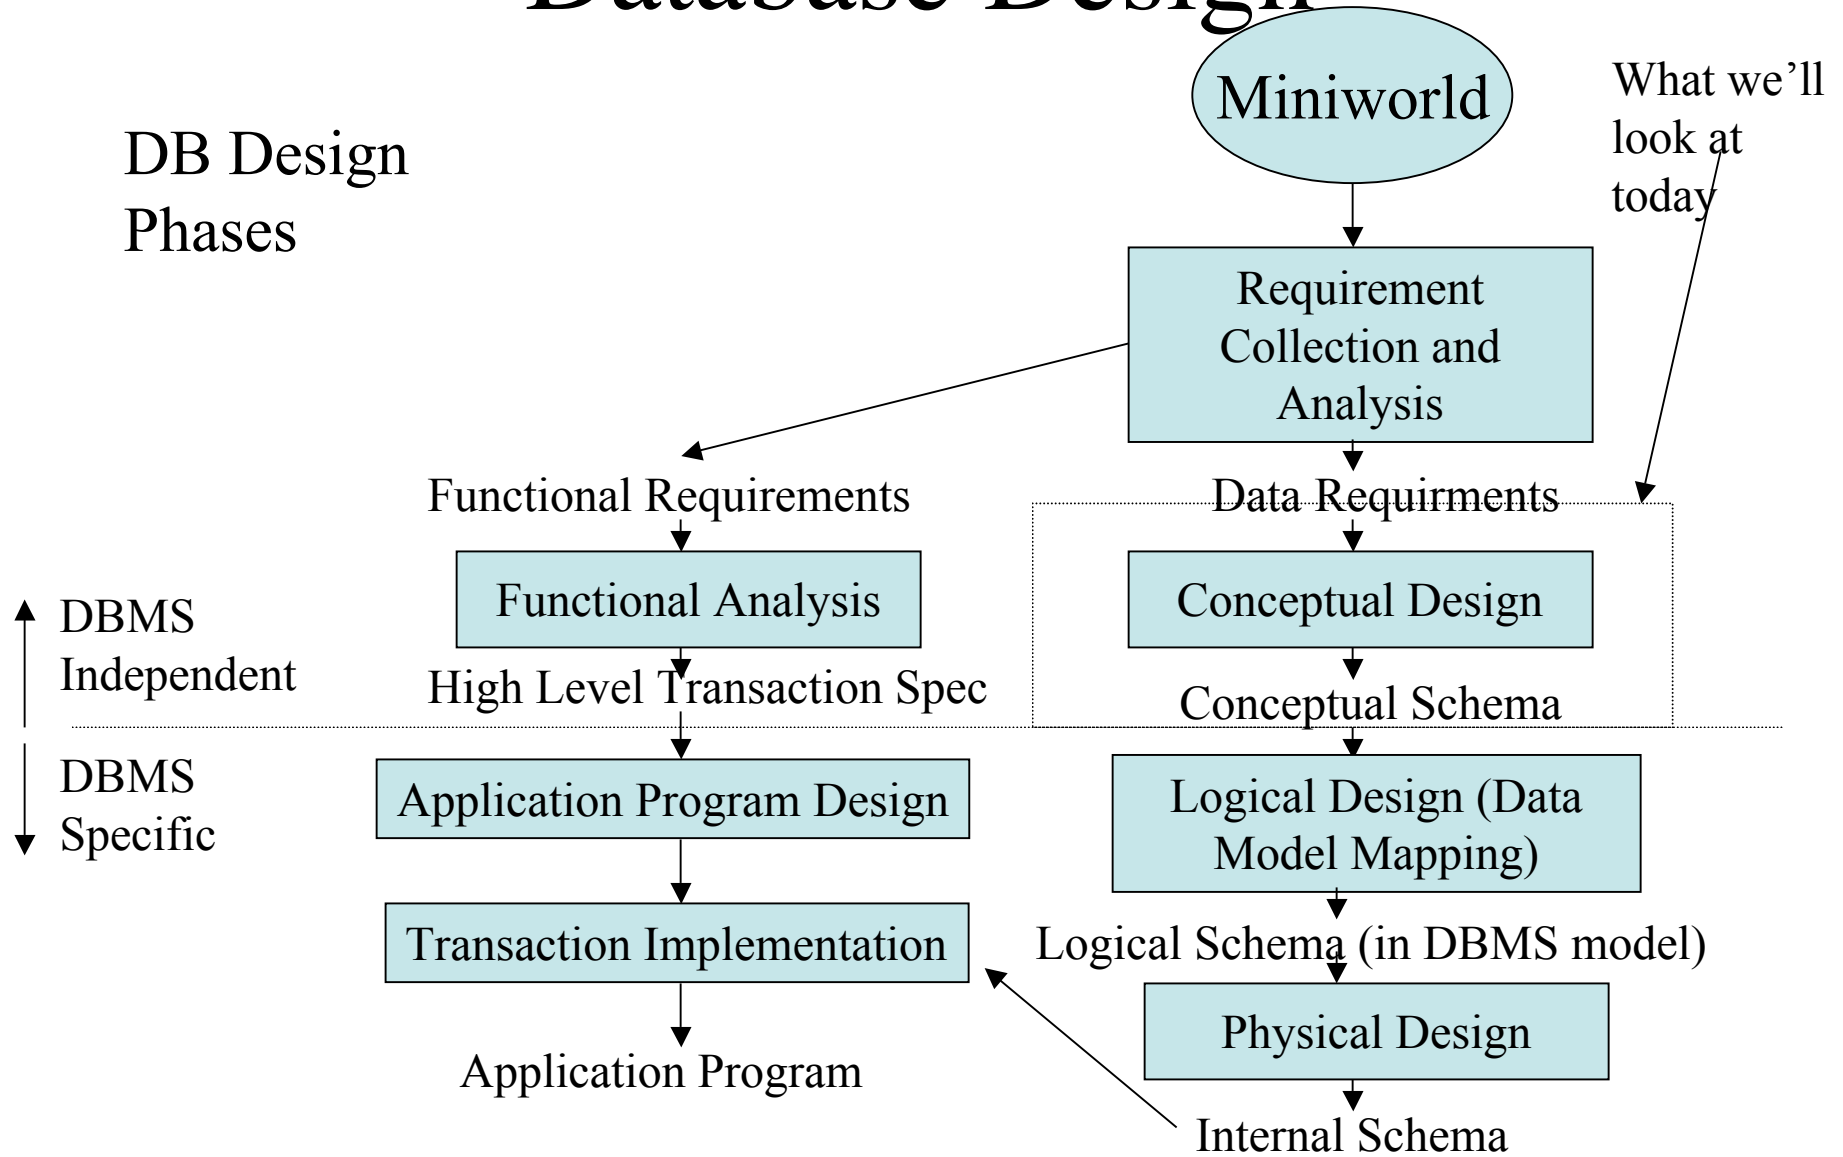 Database Design
Miniworld
What we’ll
look at
today
DB Design
Phases
Requirement
Collection and
Analysis
Functional Requirements
Data Requirments
Functional Analysis
Conceptual Design
DBMS
Independent
High Level Transaction Spec
Conceptual Schema
DBMS
Specific
Application Program Design
Logical Design (Data
Model Mapping)
Transaction Implementation
Logical Schema (in DBMS model)
Physical Design
Application Program
Internal Schema